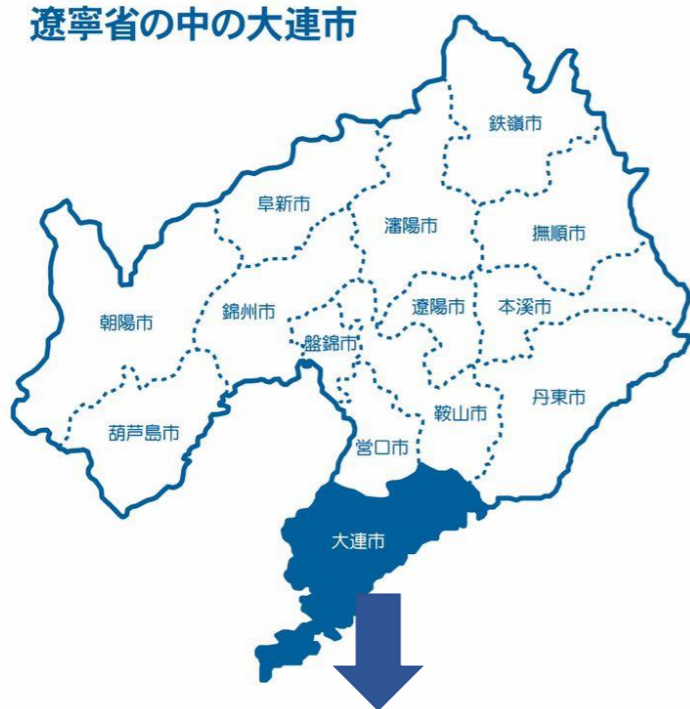 遼寧省の中の大連市
鉄嶺市
阜新市
瀋陽市
撫順市
朝陽市
錦州市
遼陽市
本溪市
盤錦市
丹東市
葫芦島市
鞍山市
営口市
大連市